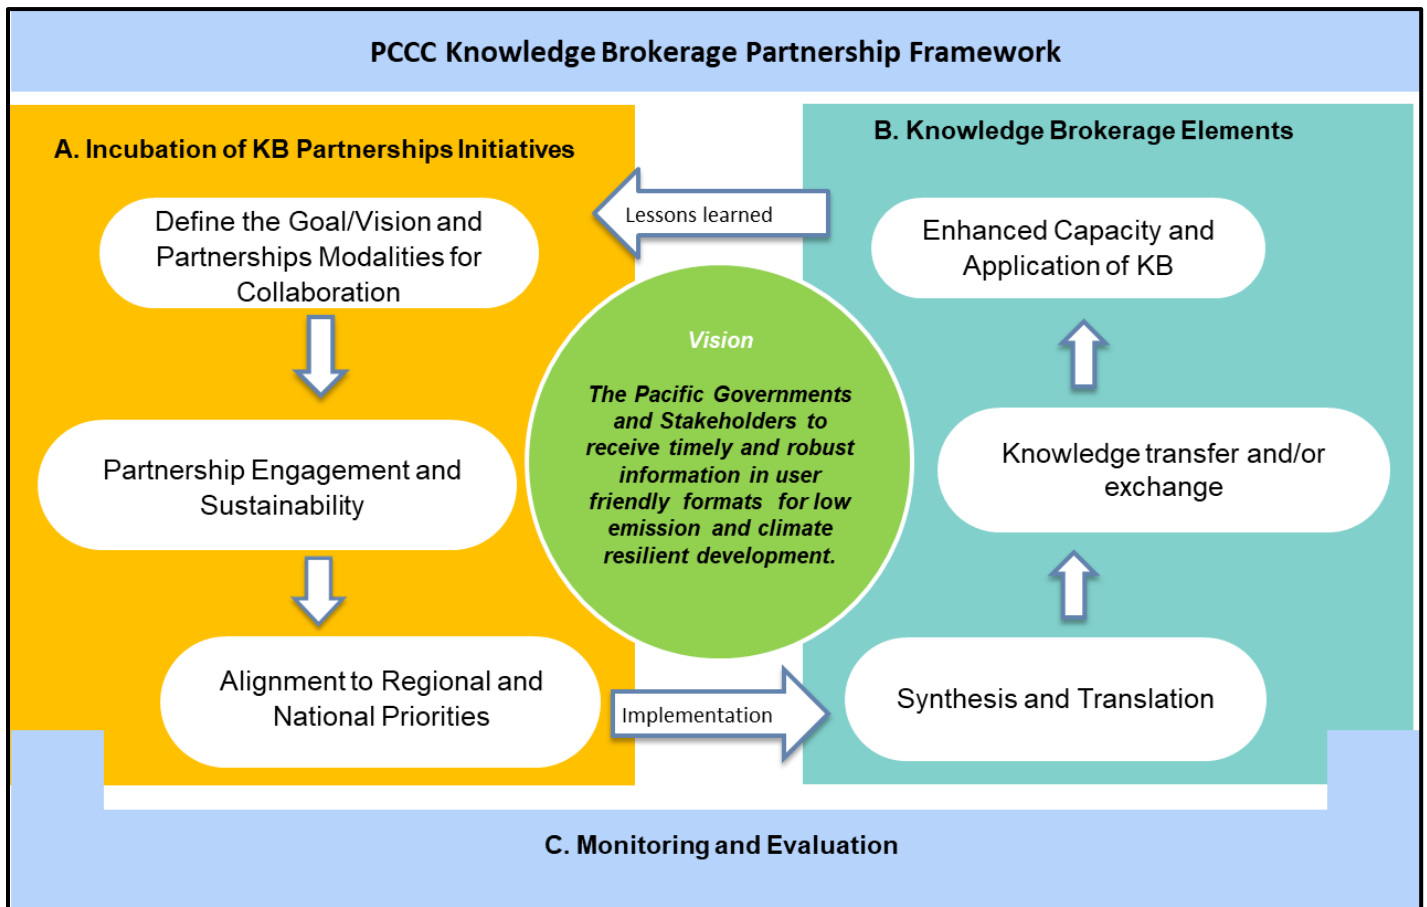 PCCC Knowledge Brokerage Partnership Framework
A. Incubation of KB Partnerships Initiatives
Define the Goal/Vision and
Partnerships Modalities for
Collaboration
Partnership Engagement and
Sustainability
Alignment to Regional and
National Priorities
Lessons learned
Vision
The Pacific Governments
and Stakeholders to
receive timely and robust
information in user
friendly formats for low
emission and climate
resilient development.
Implementation
B. Knowledge Brokerage Elements
Enhanced Capacity and
Application of KB
Knowledge transfer and/or
exchange
Synthesis and Translation
C. Monitoring and Evaluation